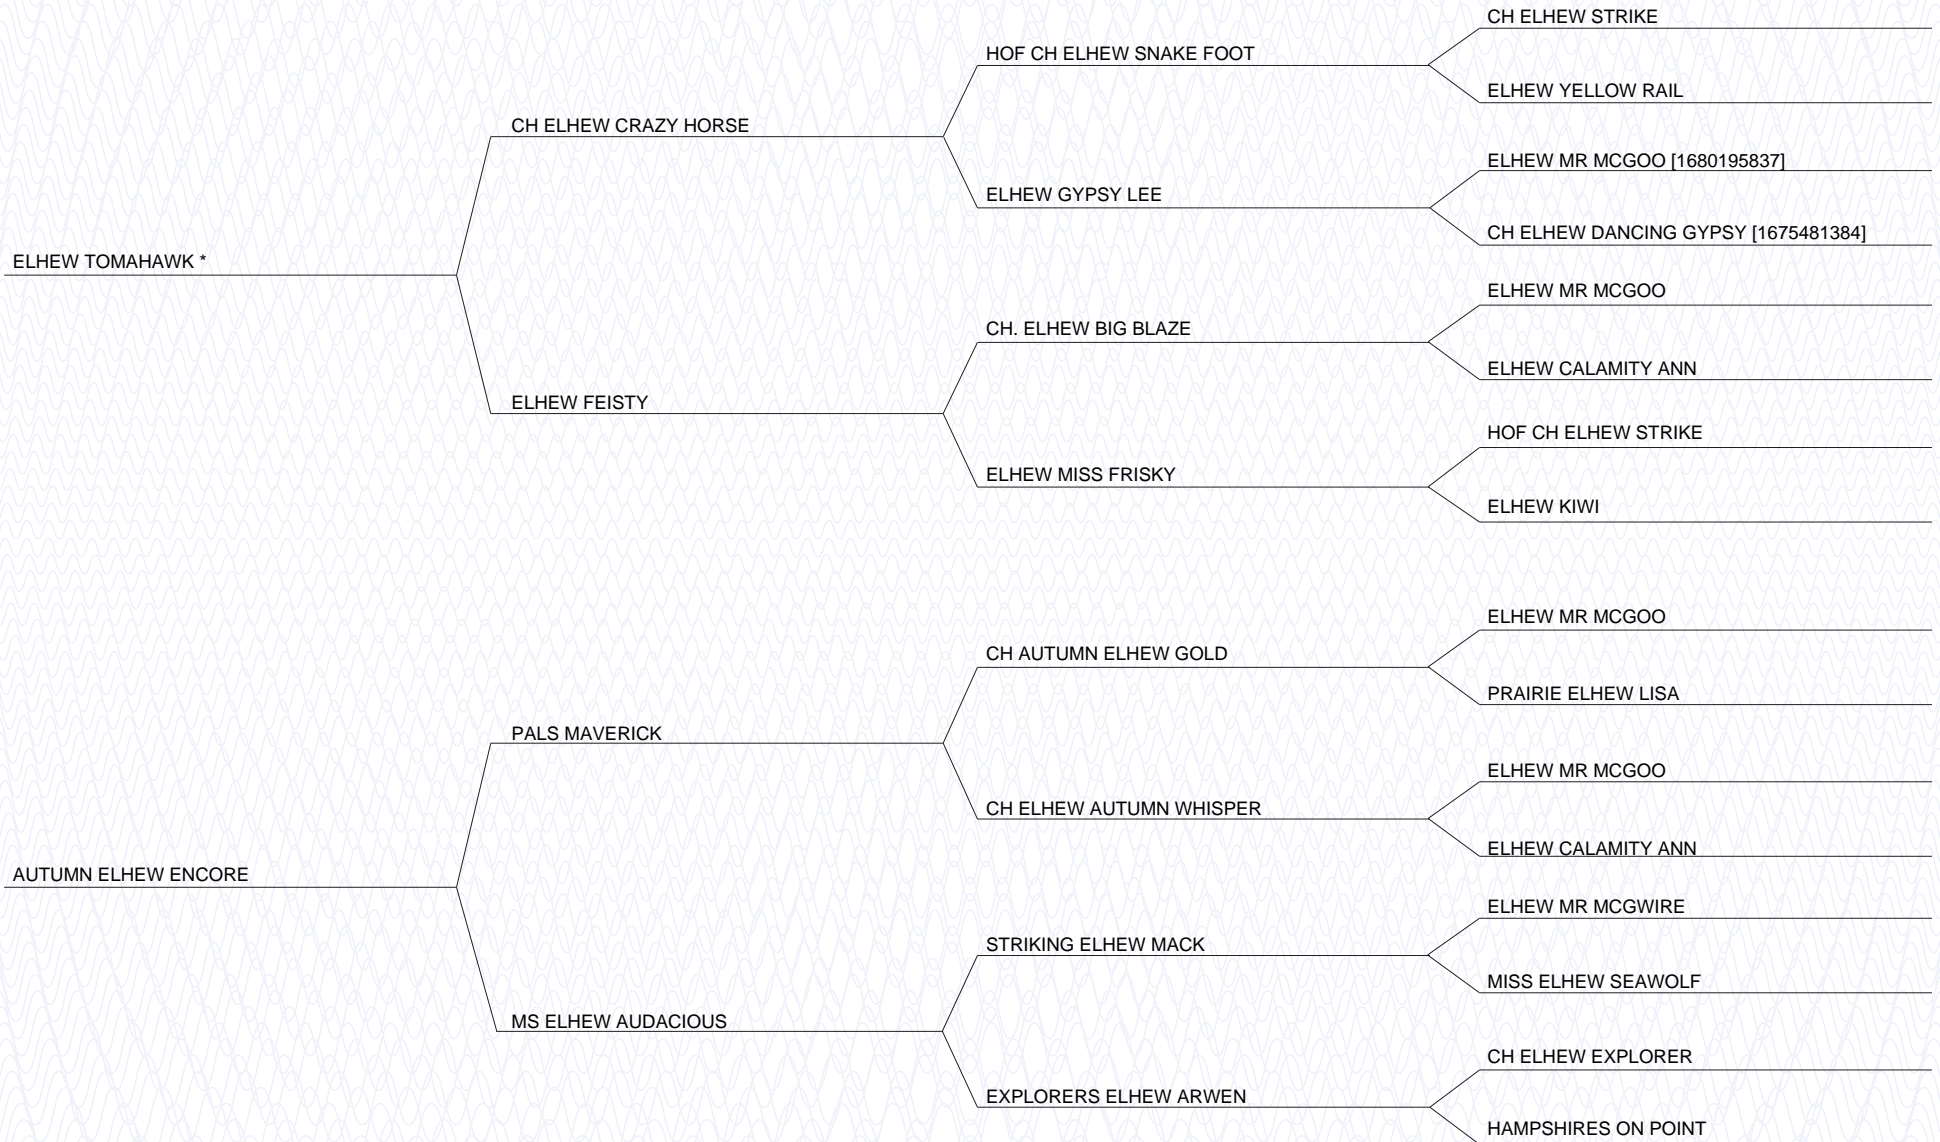 CH ELHEW STRIKE
HOF CH ELHEW SNAKE FOOT
ELHEW YELLOW RAIL
CH ELHEW CRAZY HORSE
ELHEW MR MCGOO [1680195837]
ELHEW GYPSY LEE
CH ELHEW DANCING GYPSY [1675481384]
ELHEW TOMAHAWK *
ELHEW MR MCGOO
CH. ELHEW BIG BLAZE
ELHEW CALAMITY ANN
ELHEW FEISTY
HOF CH ELHEW STRIKE
ELHEW MISS FRISKY
ELHEW KIWI
ELHEW MR MCGOO
CH AUTUMN ELHEW GOLD
PRAIRIE ELHEW LISA
PALS MAVERICK
ELHEW MR MCGOO
CH ELHEW AUTUMN WHISPER
ELHEW CALAMITY ANN
AUTUMN ELHEW ENCORE
ELHEW MR MCGWIRE
STRIKING ELHEW MACK
MISS ELHEW SEAWOLF
MS ELHEW AUDACIOUS
CH ELHEW EXPLORER
EXPLORERS ELHEW ARWEN
HAMPSHIRES ON POINT